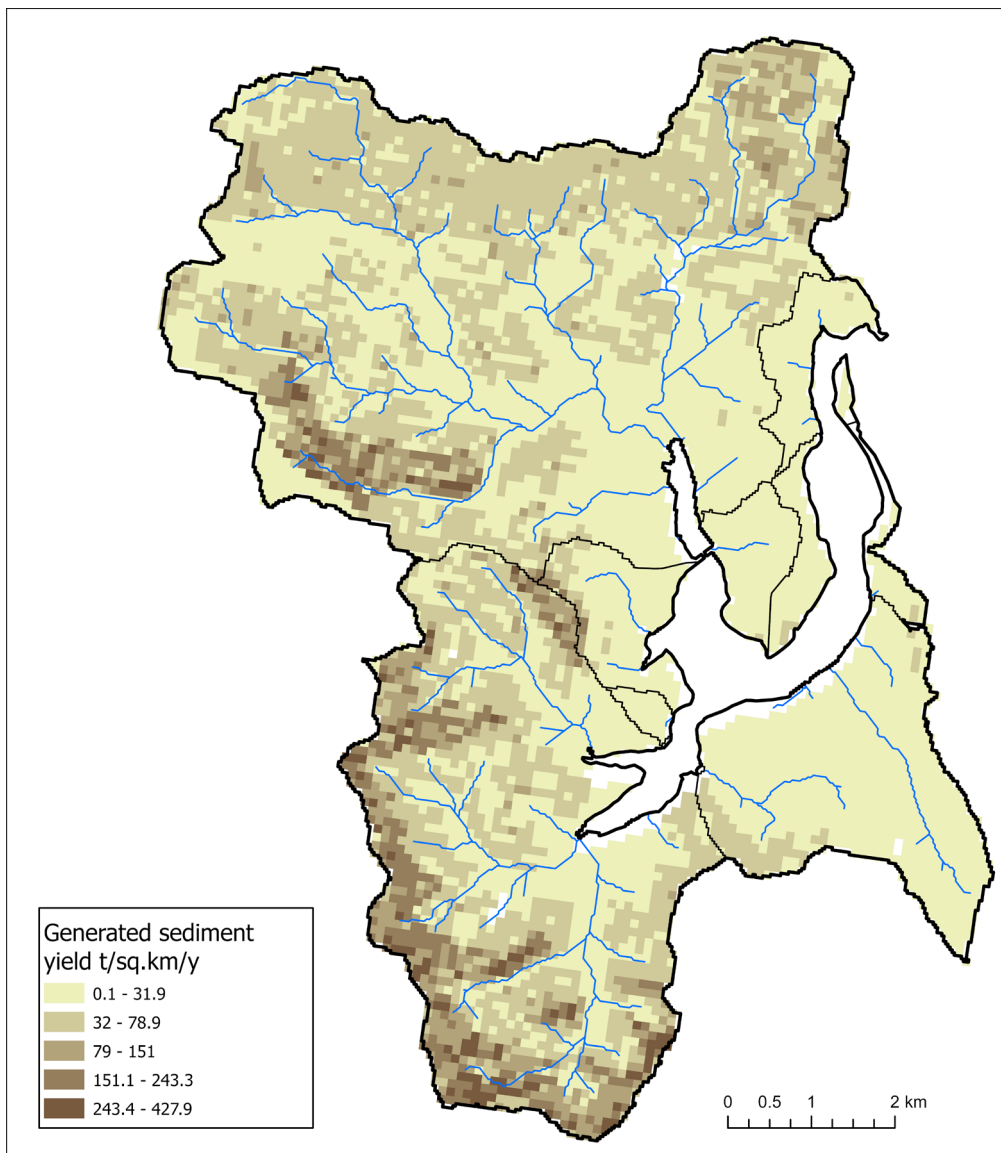 Generated sediment
yield t/sq.km/y
0.1 - 31.9
32 - 78.9
79 - 151
151.1 - 243.3
243.4 - 427.9
0 0.5 1 2 km